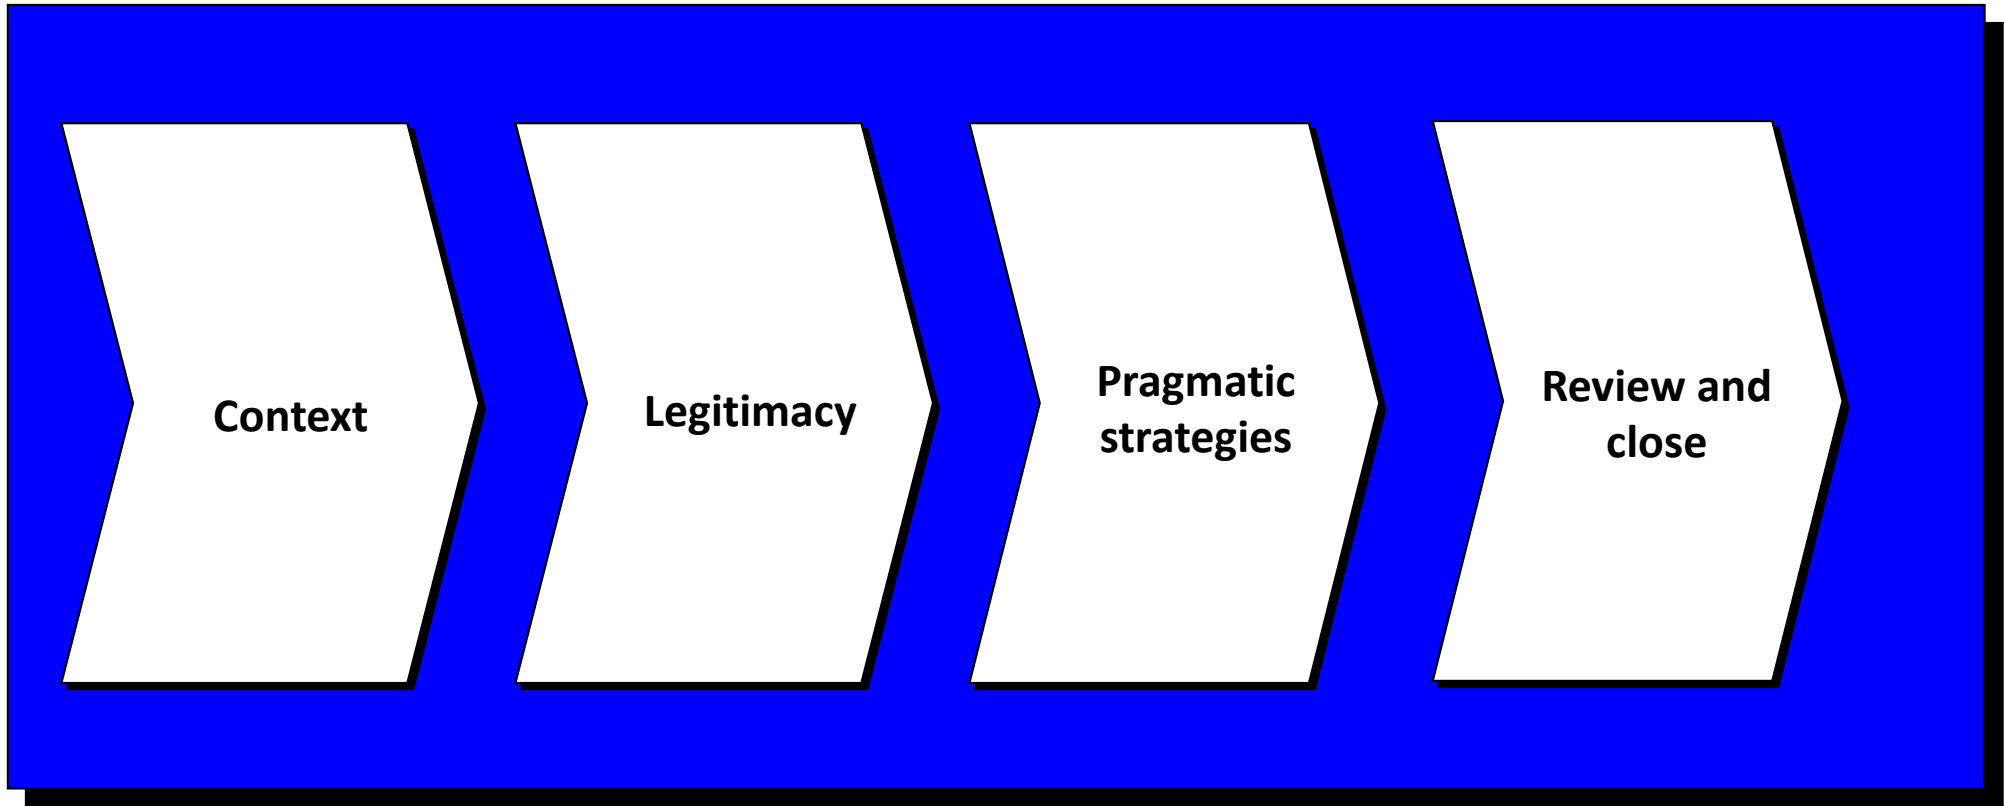 Context
Legitimacy
Pragmatic
strategies
Review and
close